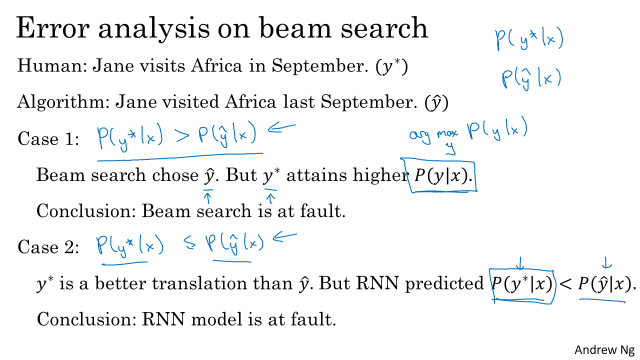 Error analysis on beam search
P(y*|x)
P(ŷ|x)
Human: Jane visits Africa in September. (y*)
Algorithm: Jane visited Africa last September. (ŷ)
Case 1: P(y*|x) > P(ŷ|x) ←
arg max P(y|x)
y
Beam search chose ŷ. But y* attains higher P(y|x).
↑ ↑
Conclusion: Beam search is at fault.
Case 2: P(y*|x) ≤ P(ŷ|x) ←
↓ ↓
y* is a better translation than ŷ. But RNN predicted P(y*|x) < P(ŷ|x).
Conclusion: RNN model is at fault.
Andrew Ng